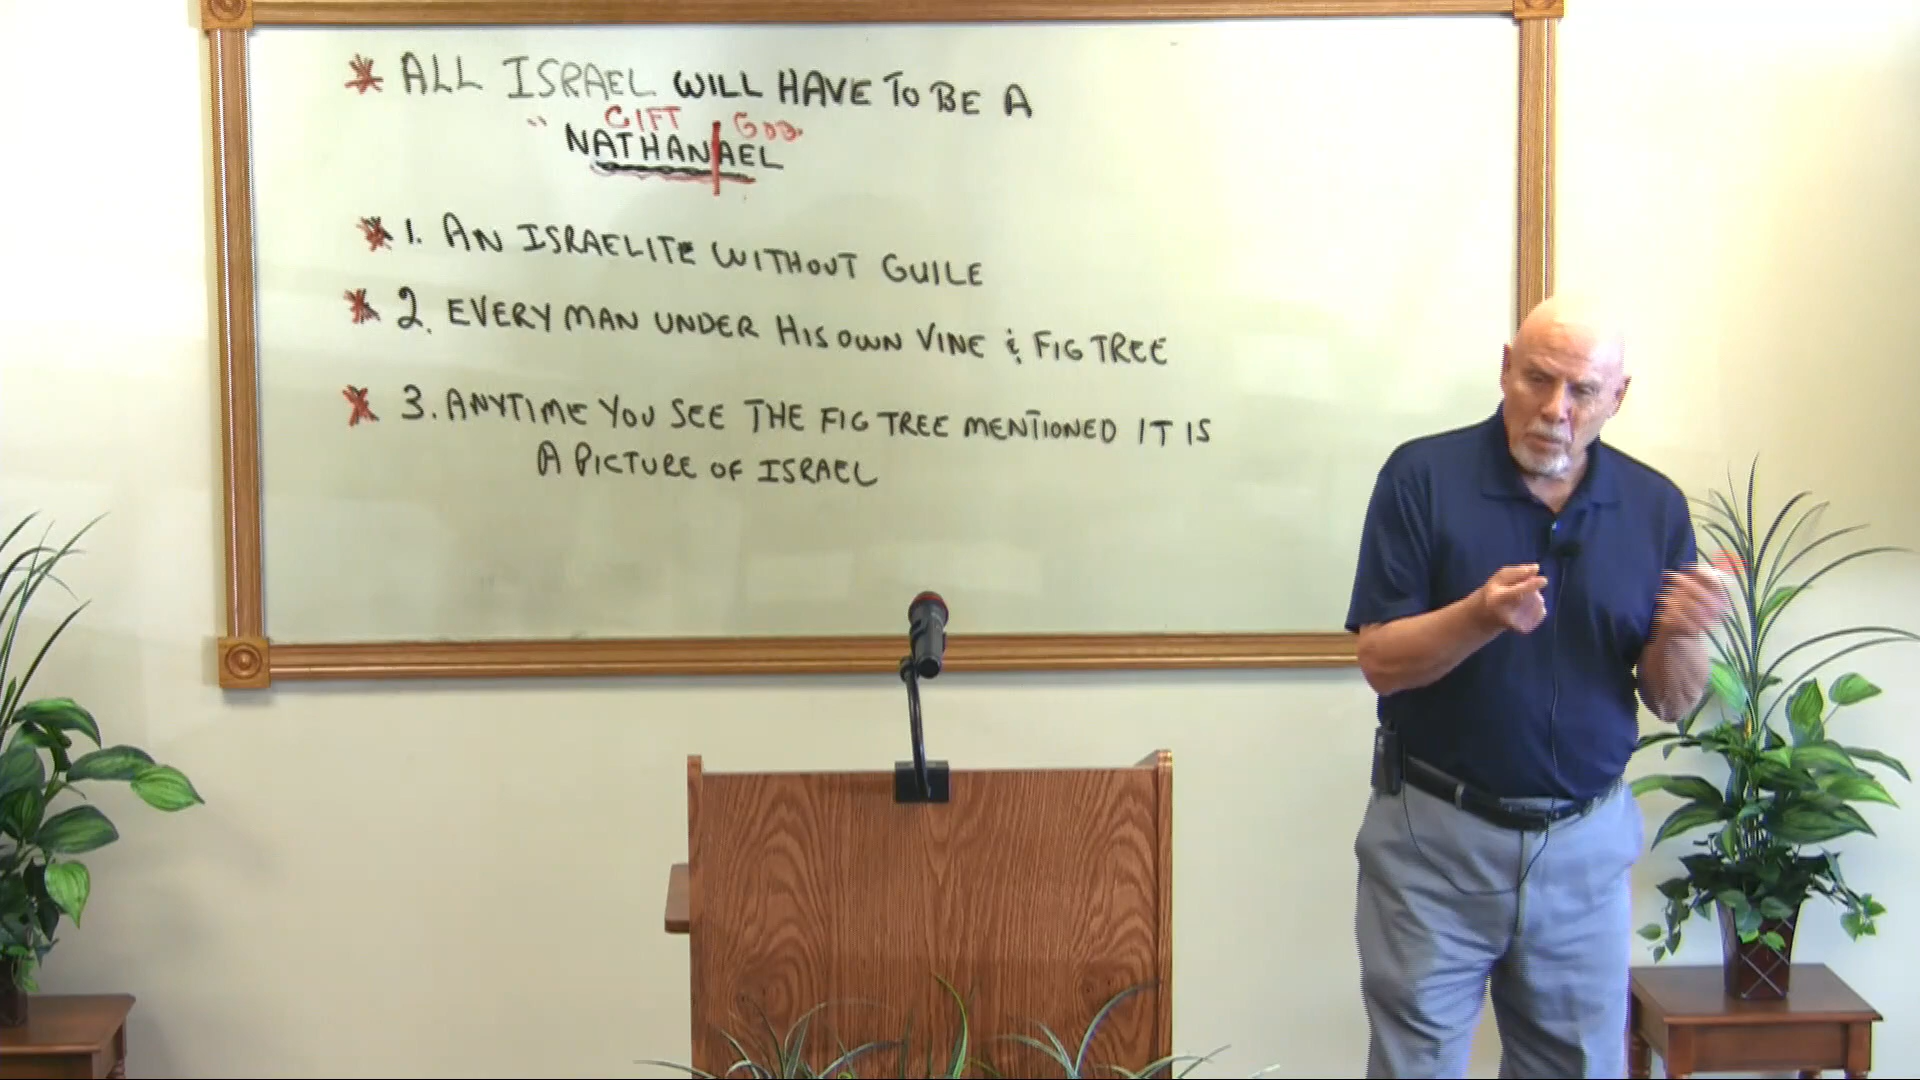 * ALL ISRAEL WILL HAVE TO BE A
GIFT GOD.
" NATHANAEL
* 1. AN ISRAELITE WITHOUT GUILE
* 2. EVERY MAN UNDER HIS OWN VINE & FIG TREE
* 3. ANYTIME YOU SEE THE FIG TREE MENTIONED IT IS
A PICTURE OF ISRAEL